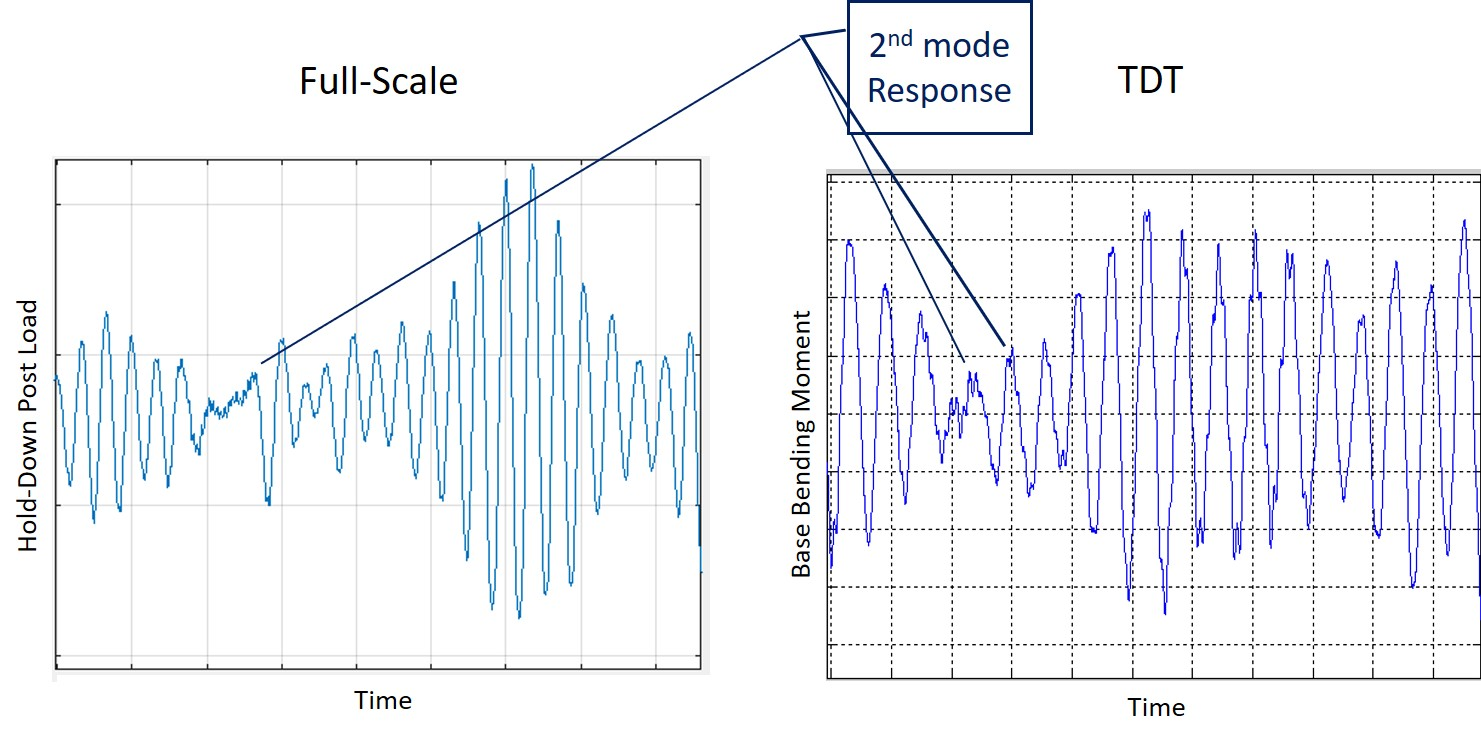 2nd mode
Response
Full-Scale
TDT
Hold-Down Post Load
Base Bending Moment
Time
Time